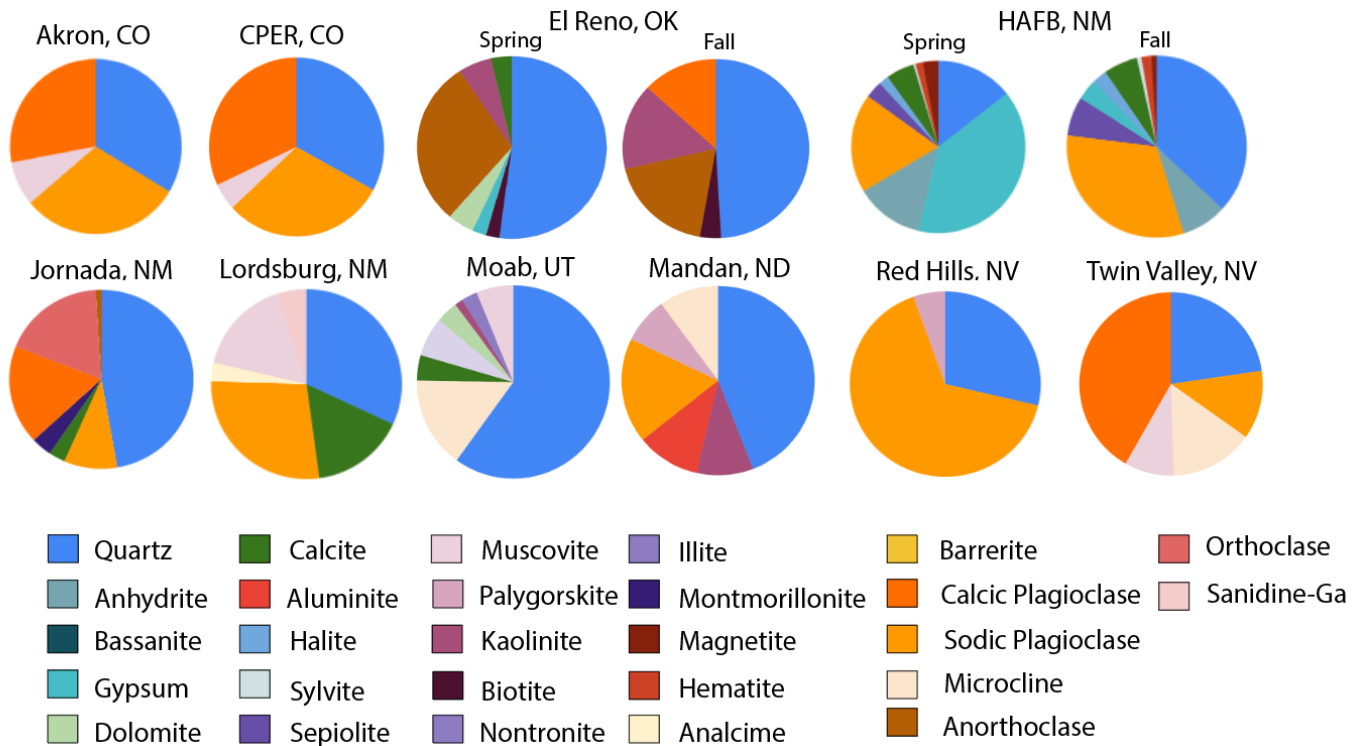 El Reno, OK
HAFB, NM
Akron, CO
CPER, CO
Spring
Fall
Spring
Fall
Jornada, NM
Lordsburg, NM
Moab, UT
Mandan, ND
Red Hills. NV
Twin Valley, NV
Quartz
Calcite
Muscovite
Illite
Barrerite
Orthoclase
Anhydrite
Aluminite
Palygorskite
Montmorillonite
Calcic Plagioclase
Sanidine-Ga
Bassanite
Halite
Kaolinite
Magnetite
Sodic Plagioclase
Gypsum
Sylvite
Biotite
Hematite
Microcline
Dolomite
Sepiolite
Nontronite
Analcime
Anorthoclase